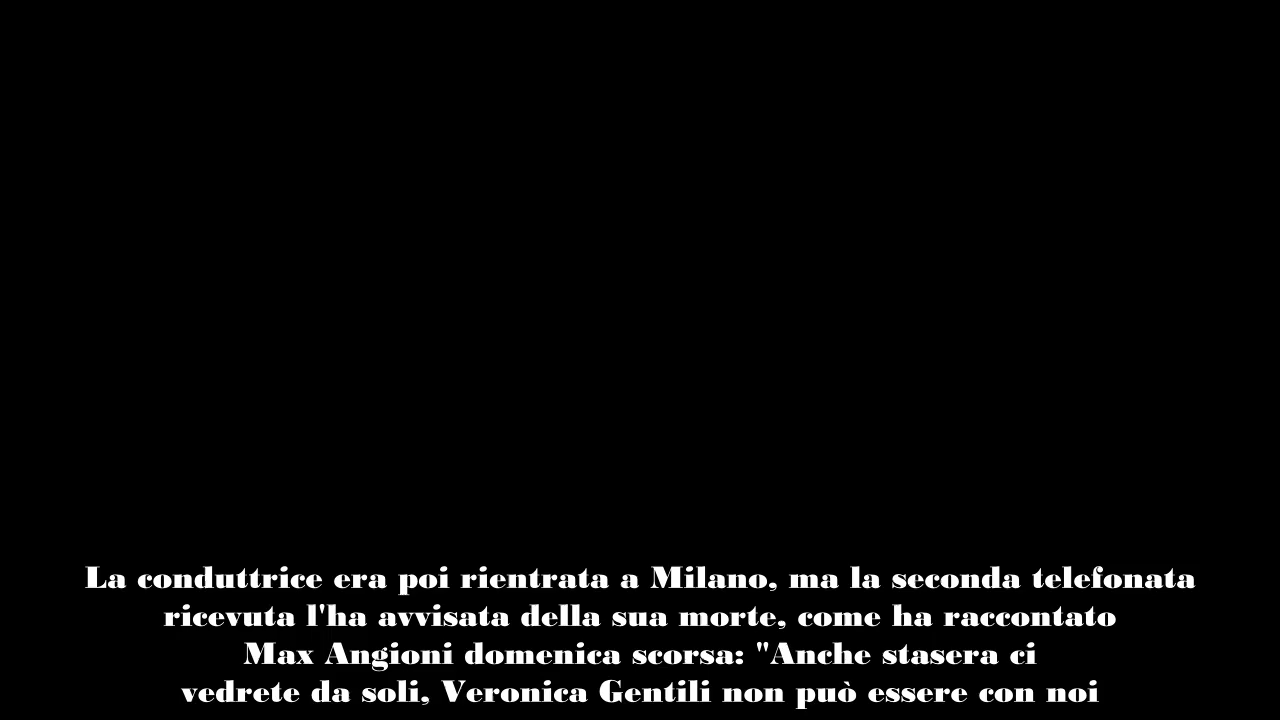 La conduttrice era poi rientrata a Milano, ma la seconda telefonata
ricevuta l'ha avvisata della sua morte, come ha raccontato
Max Angioni domenica scorsa: "Anche stasera ci
vedrete da soli, Veronica Gentili non può essere con noi